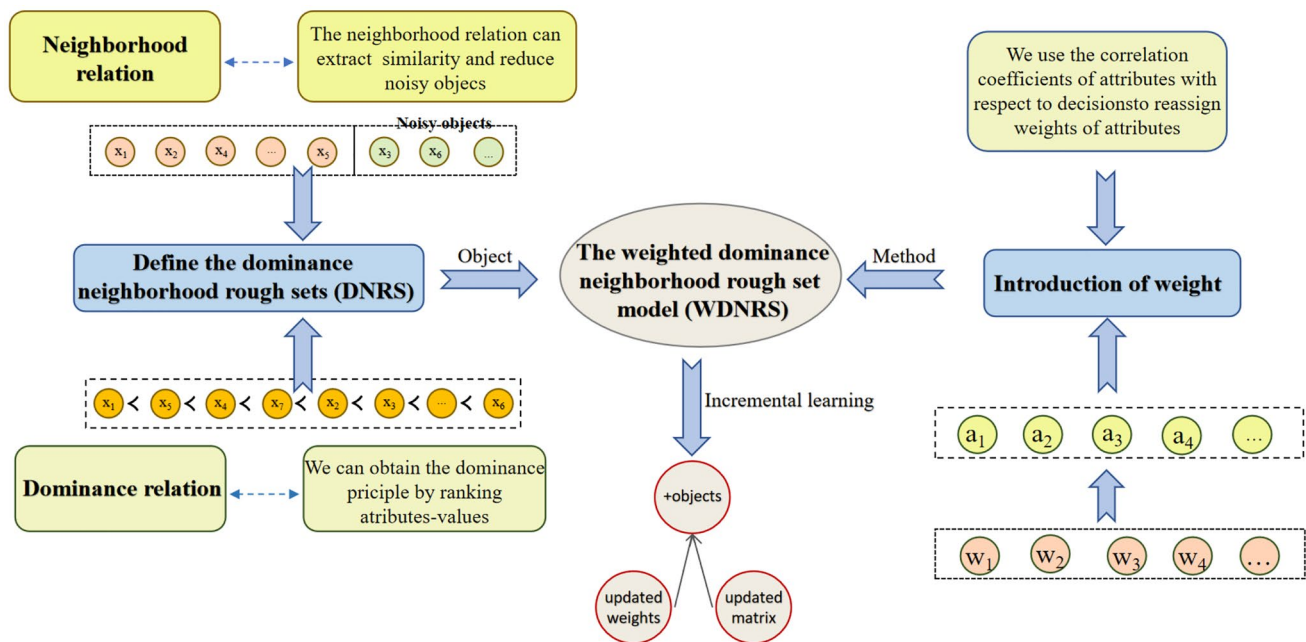 Neighborhood
relation
The neighborhood relation can
extract similarity and reduce
noisy objecs
Noisy objects
x1 x2 x4 ... x5 x3 x6 ...
Define the dominance
neighborhood rough sets (DNRS)
Object
x1 < x5 < x4 < x7 < x2 < x3 < ... < x6
Dominance relation
We can obtain the dominance
priciple by ranking
atributes-values
The weighted dominance
neighborhood rough set
model (WDNRS)
Incremental learning
+objects
updated
weights
updated
matrix
We use the correlation
coefficients of attributes with
respect to decisionsto reassign
weights of attributes
Method
Introduction of weight
a1 a2 a3 a4 ...
w1 w2 w3 w4 ...